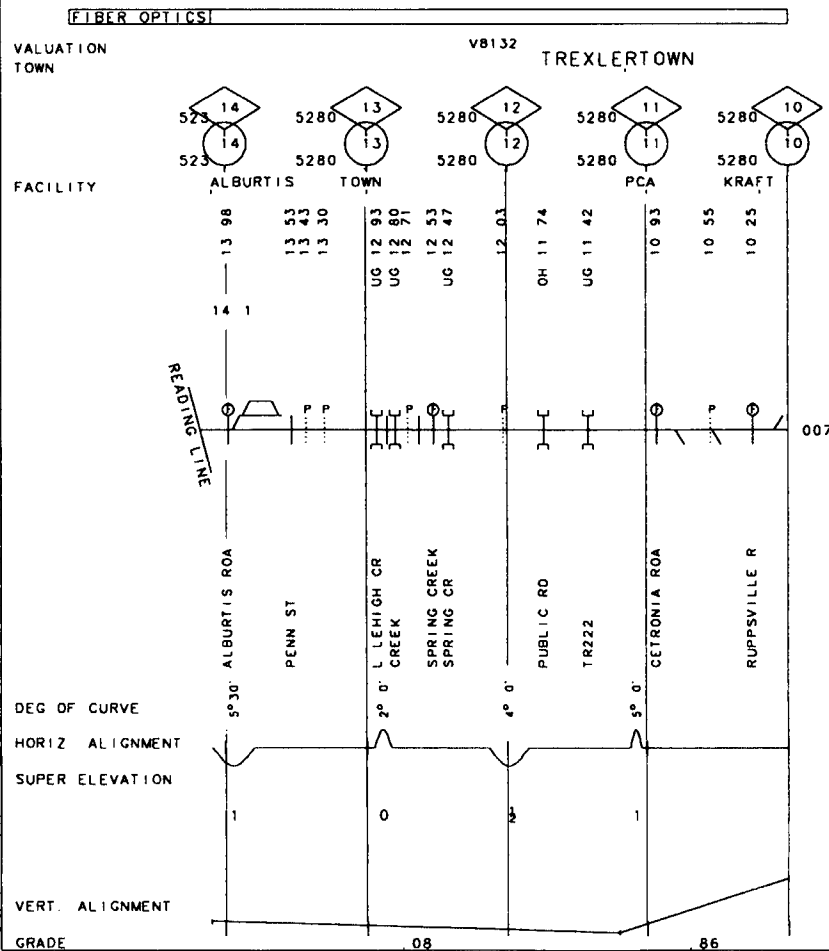 FIBER OPTICS
VALUATION V8132
TOWN TREXLERTOWN
14 13 12 11 10
523 5280 5280 5280 5280
14 13 12 11 10
523 5280 5280 5280 5280
FACILITY ALBURTIS TOWN PCA KRAFT
13 98
13 53
13 43
13 30
UG 12 93
UG 12 80
12 71
12 53
UG 12 47
12 03
OH 11 74
UG 11 42
10 93
10 55
10 25
14 1
READING LINE
F P P P F P F P F
007
ALBURTIS ROA
PENN ST
L LEHIGH CR
CREEK
SPRING CREEK
SPRING CR
PUBLIC RD
TR222
CETRONIA ROA
RUPPSVILLE R
DEG OF CURVE 5° 30' 2° 0' 4° 0' 5° 0'
HORIZ ALIGNMENT
SUPER ELEVATION
1 0 ½ 1
VERT. ALIGNMENT
GRADE .08 .86